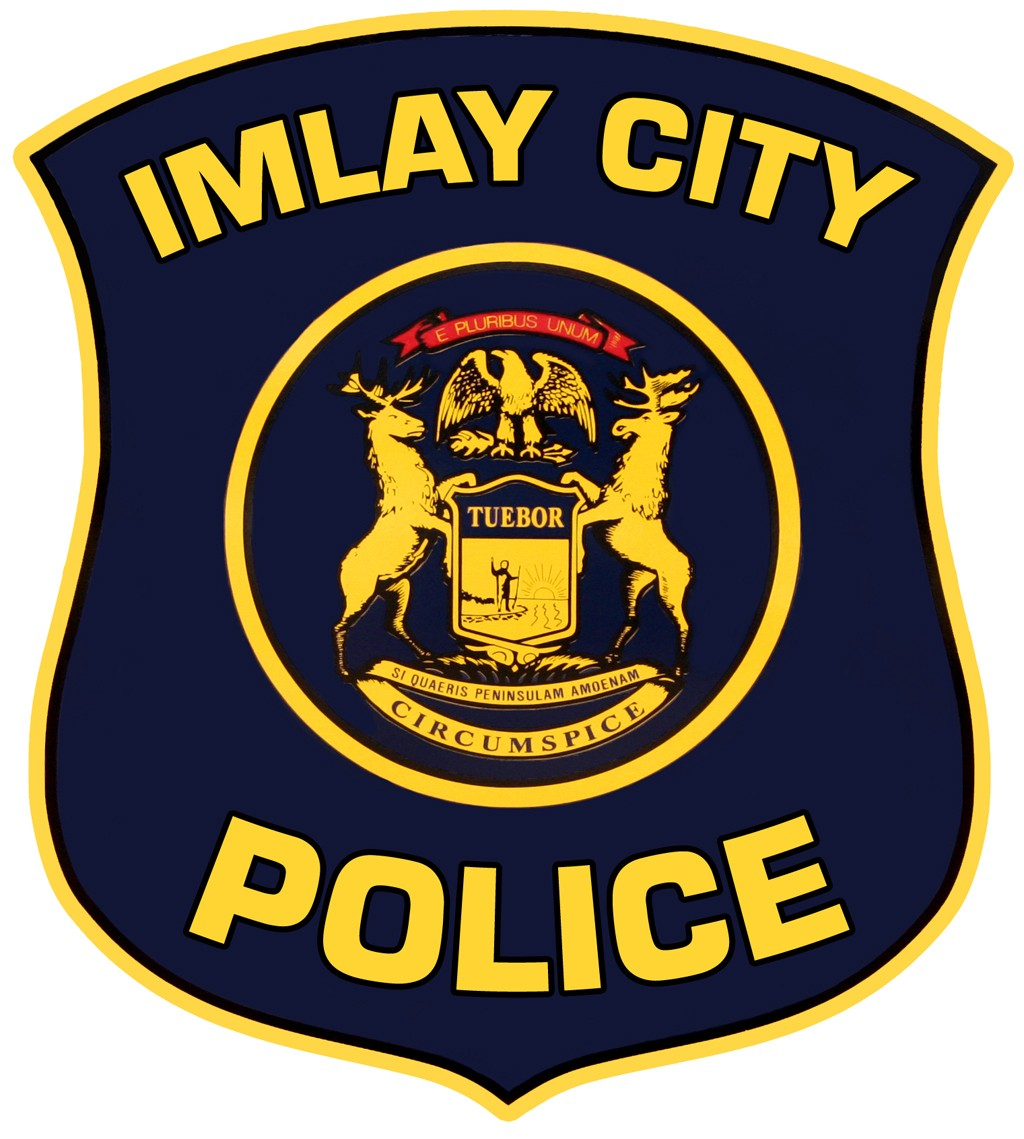 IMLAY CITY
E PLURIBUS UNUM
TUEBOR
SI QUAERIS PENINSULAM AMOENAM
CIRCUMSPICE
POLICE